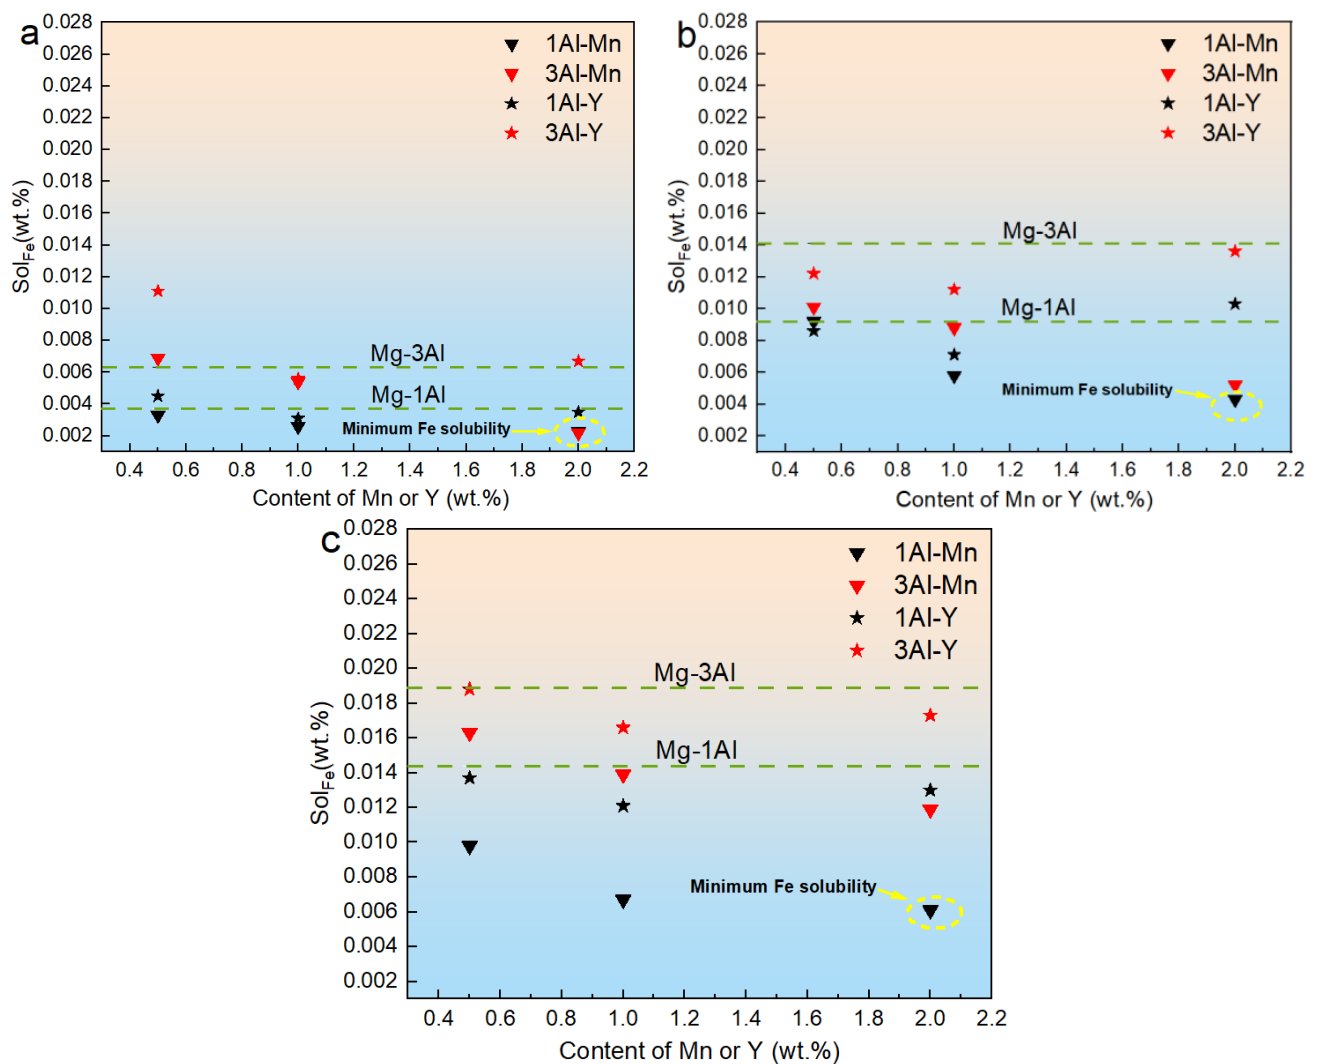 a
0.028
0.026
0.024
0.022
0.020
0.018
0.016
0.014
0.012
0.010
0.008
0.006
0.004
0.002
SolFe(wt.%)
1Al-Mn
3Al-Mn
1Al-Y
3Al-Y
Mg-3Al
Mg-1Al
Minimum Fe solubility
0.4 0.6 0.8 1.0 1.2 1.4 1.6 1.8 2.0 2.2
Content of Mn or Y (wt.%)
b
0.028
0.026
0.024
0.022
0.020
0.018
0.016
0.014
0.012
0.010
0.008
0.006
0.004
0.002
SolFe(wt.%)
1Al-Mn
3Al-Mn
1Al-Y
3Al-Y
Mg-3Al
Mg-1Al
Minimum Fe solubility
0.4 0.6 0.8 1.0 1.2 1.4 1.6 1.8 2.0 2.2
Content of Mn or Y (wt.%)
c
0.028
0.026
0.024
0.022
0.020
0.018
0.016
0.014
0.012
0.010
0.008
0.006
0.004
0.002
SolFe(wt.%)
1Al-Mn
3Al-Mn
1Al-Y
3Al-Y
Mg-3Al
Mg-1Al
Minimum Fe solubility
0.4 0.6 0.8 1.0 1.2 1.4 1.6 1.8 2.0 2.2
Content of Mn or Y (wt.%)